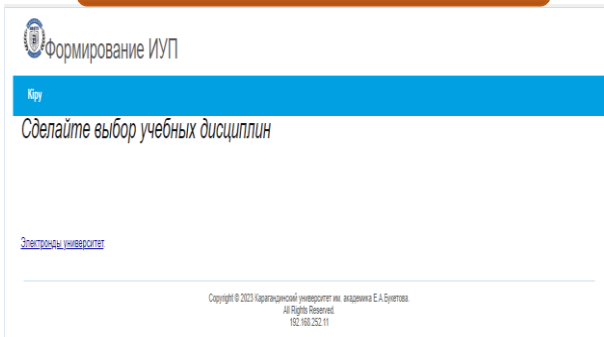 Формирование ИУП
Кіру
Сделайте выбор учебных дисциплин
Электронды университет
Copyright © 2023 Карагандинский университет им. академика Е.А.Букетова.
All Rights Reserved.
192.168.252.11